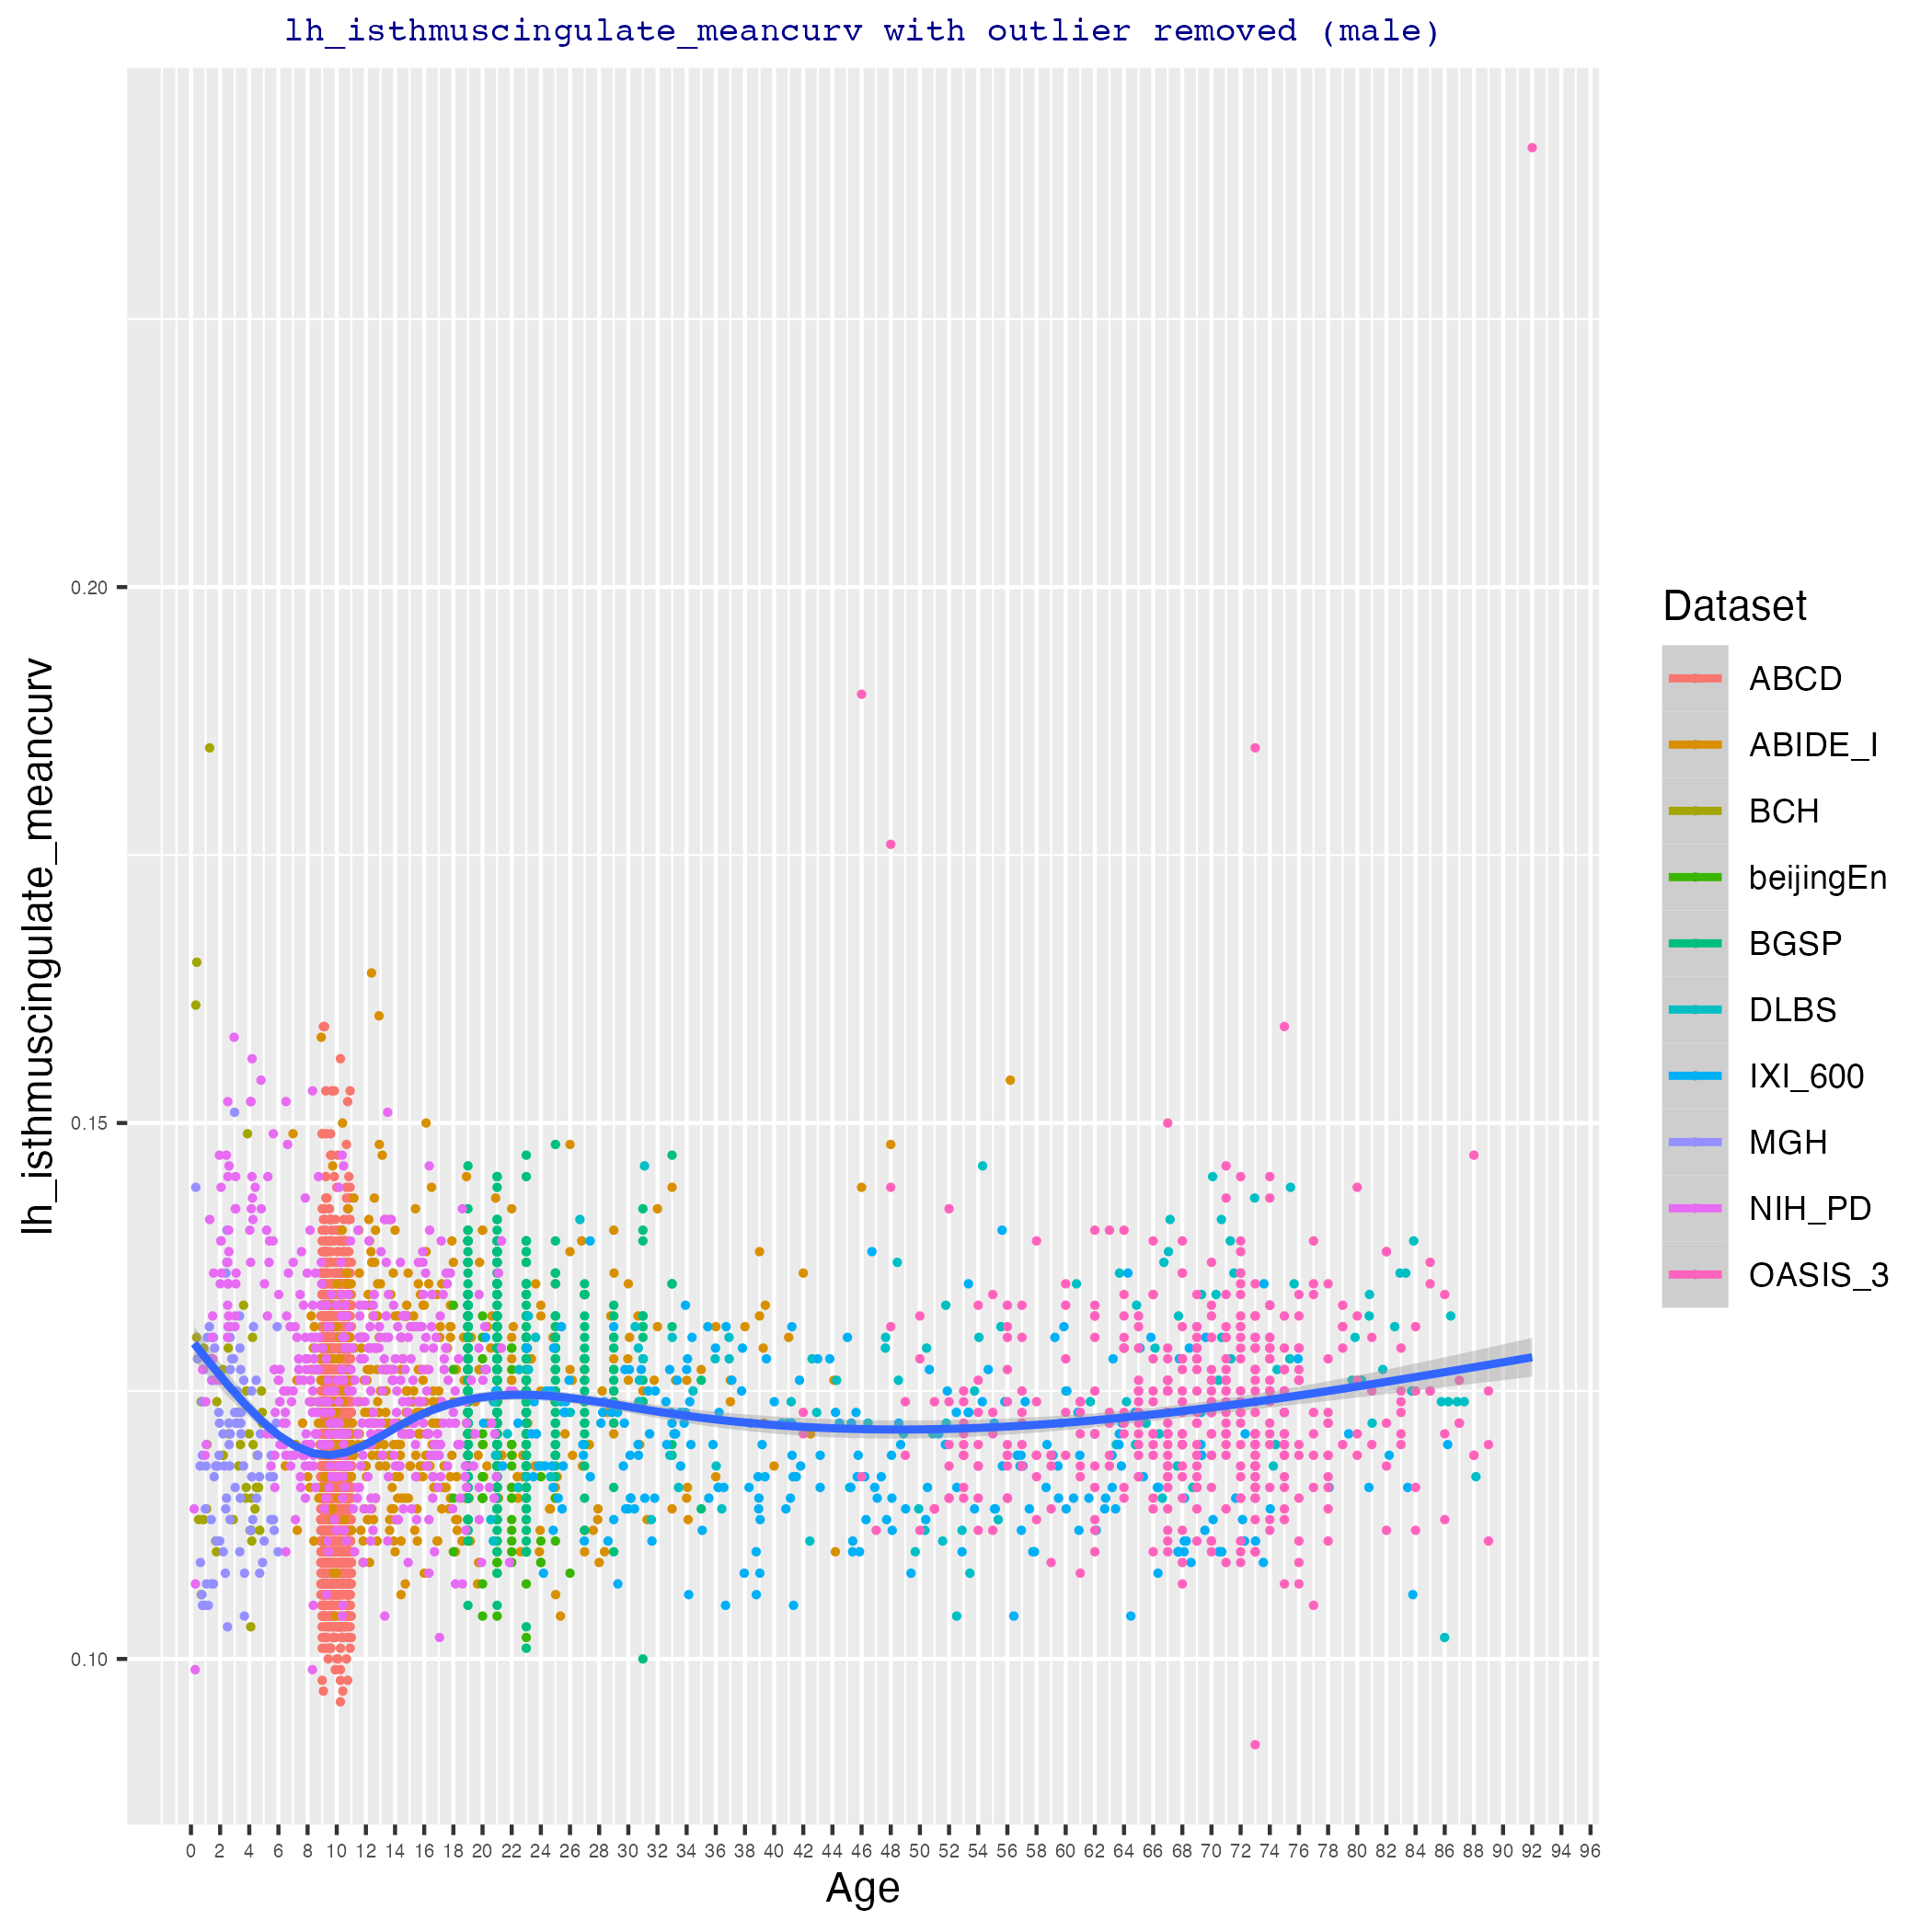 lh_isthmuscingulate_meancurv with outlier removed (male)
lh_isthmuscingulate_meancurv
0.20
0.15
0.10
0 2 4 6 8 10 12 14 16 18 20 22 24 26 28 30 32 34 36 38 40 42 44 46 48 50 52 54 56 58 60 62 64 66 68 70 72 74 76 78 80 82 84 86 88 90 92 94 96
Age
Dataset
ABCD
ABIDE_I
BCH
beijingEn
BGSP
DLBS
IXI_600
MGH
NIH_PD
OASIS_3